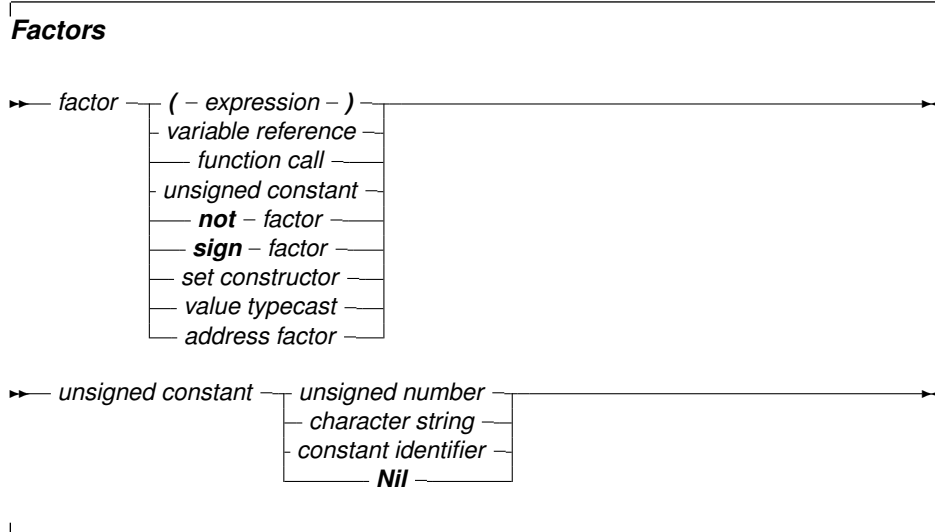 Factors
factor ( expression )
variable reference
function call
unsigned constant
not factor
sign factor
set constructor
value typecast
address factor
unsigned constant unsigned number
character string
constant identifier
Nil